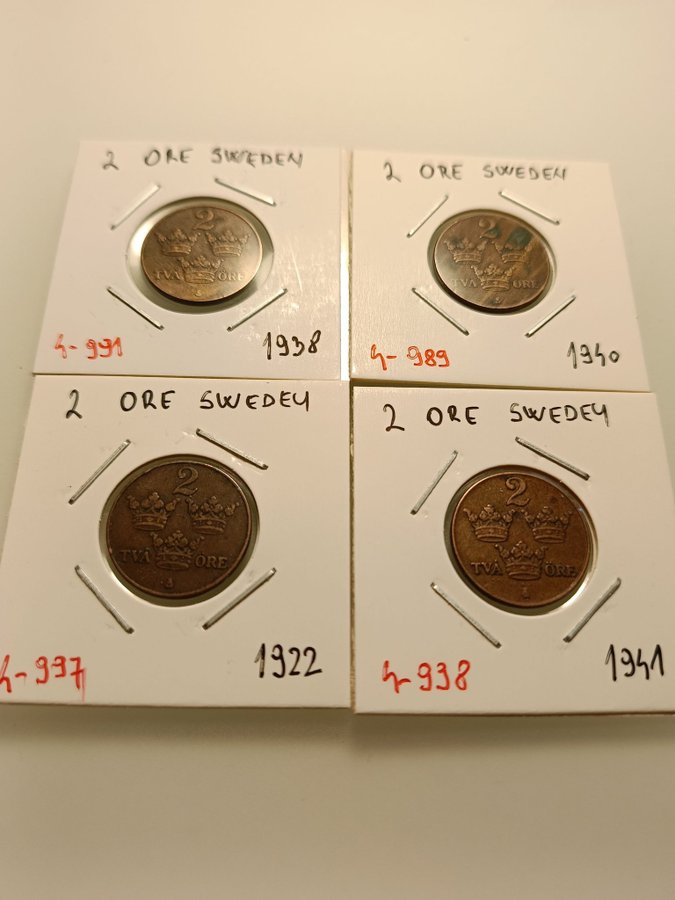 2 ORE SWEDEN
2
TVÅ ÖRE
4-991 1938
2 ORE SWEDEN
2
TVÅ ÖRE
4-989 1940
2 ORE SWEDEN
2
TVÅ ÖRE
4-997 1922
2 ORE SWEDEN
2
TVÅ ÖRE
4-998 1941